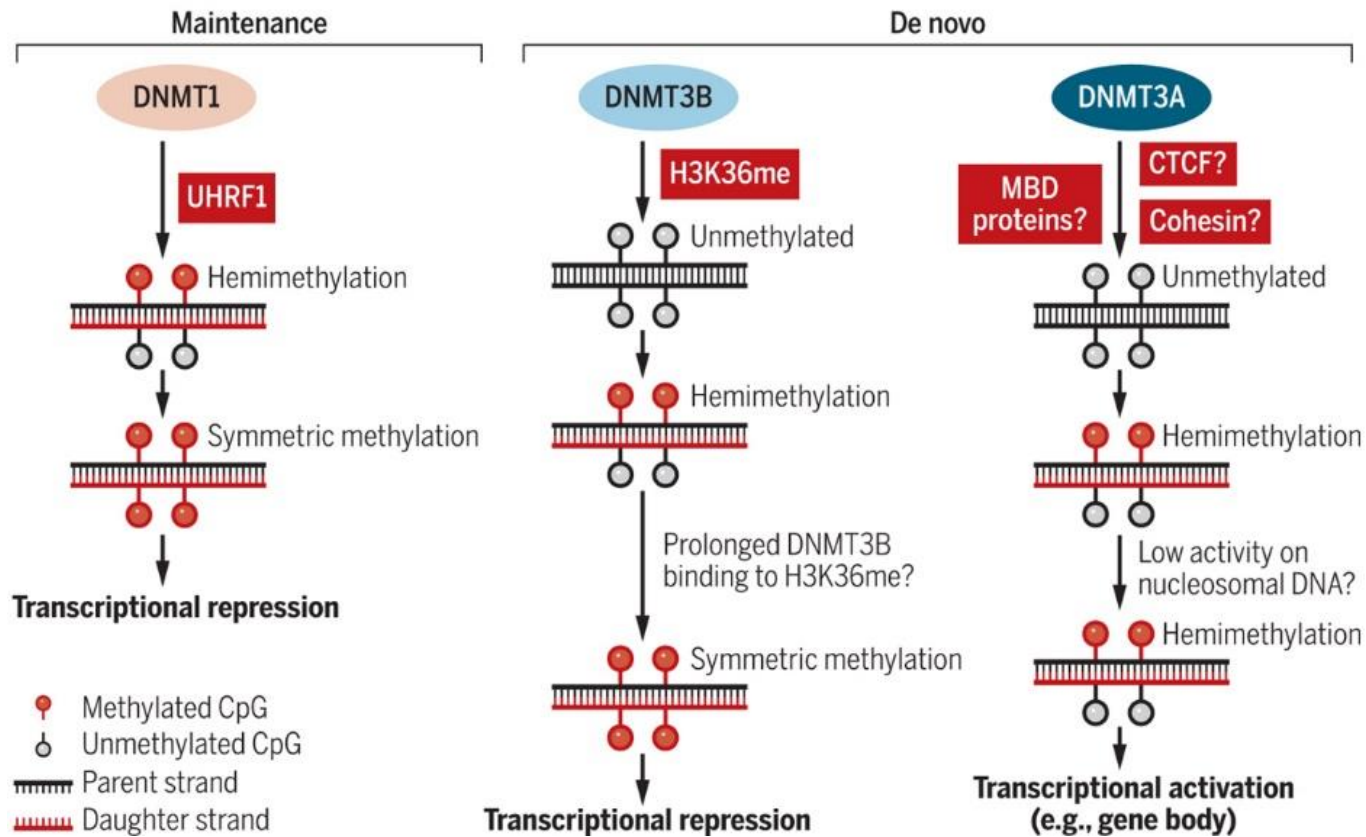 Maintenance
De novo
DNMT1
UHRF1
Hemimethylation
Symmetric methylation
Transcriptional repression
Methylated CpG
Unmethylated CpG
Parent strand
Daughter strand
DNMT3B
H3K36me
Unmethylated
Hemimethylation
Prolonged DNMT3B
binding to H3K36me?
Symmetric methylation
Transcriptional repression
DNMT3A
MBD
proteins?
CTCF?
Cohesin?
Unmethylated
Hemimethylation
Low activity on
nucleosomal DNA?
Hemimethylation
Transcriptional activation
(e.g., gene body)